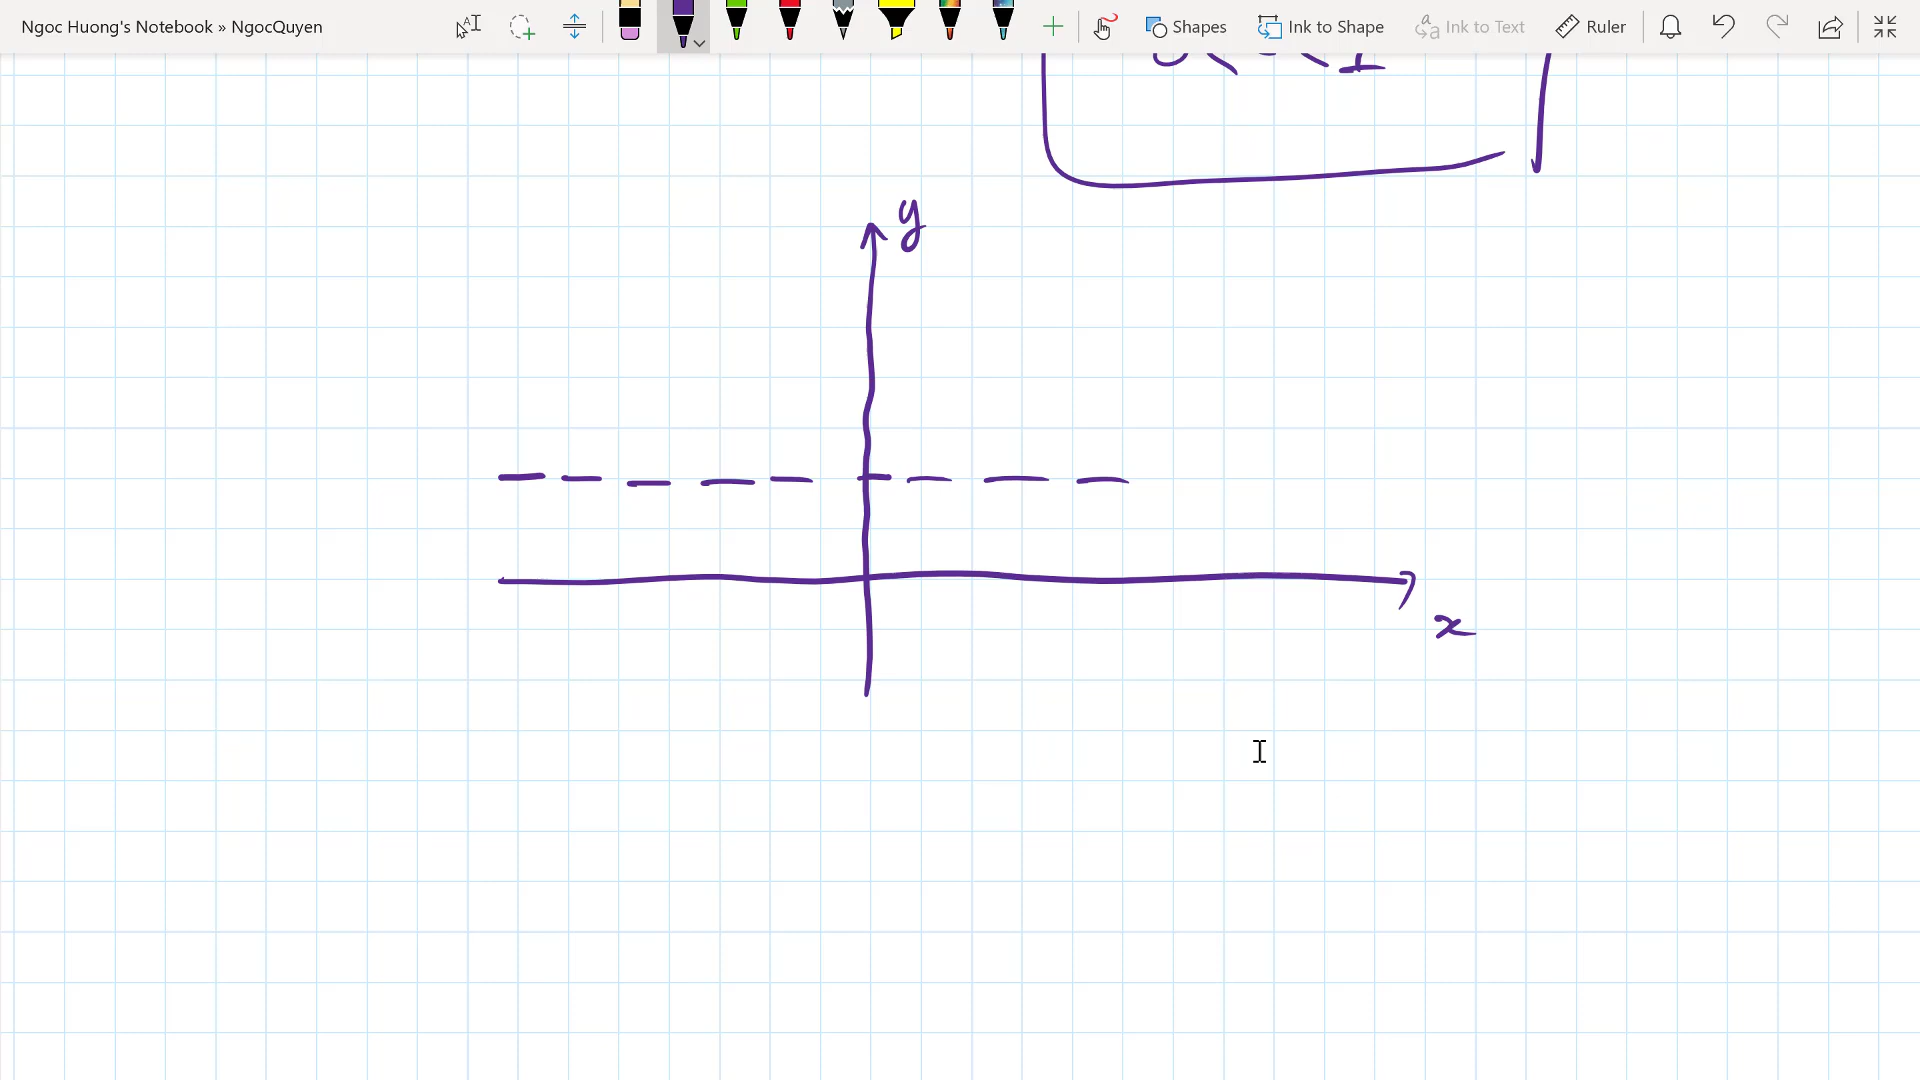 Ngoc Huong's Notebook » NgocQuyen
Shapes
Ink to Shape
Ink to Text
Ruler
y
x